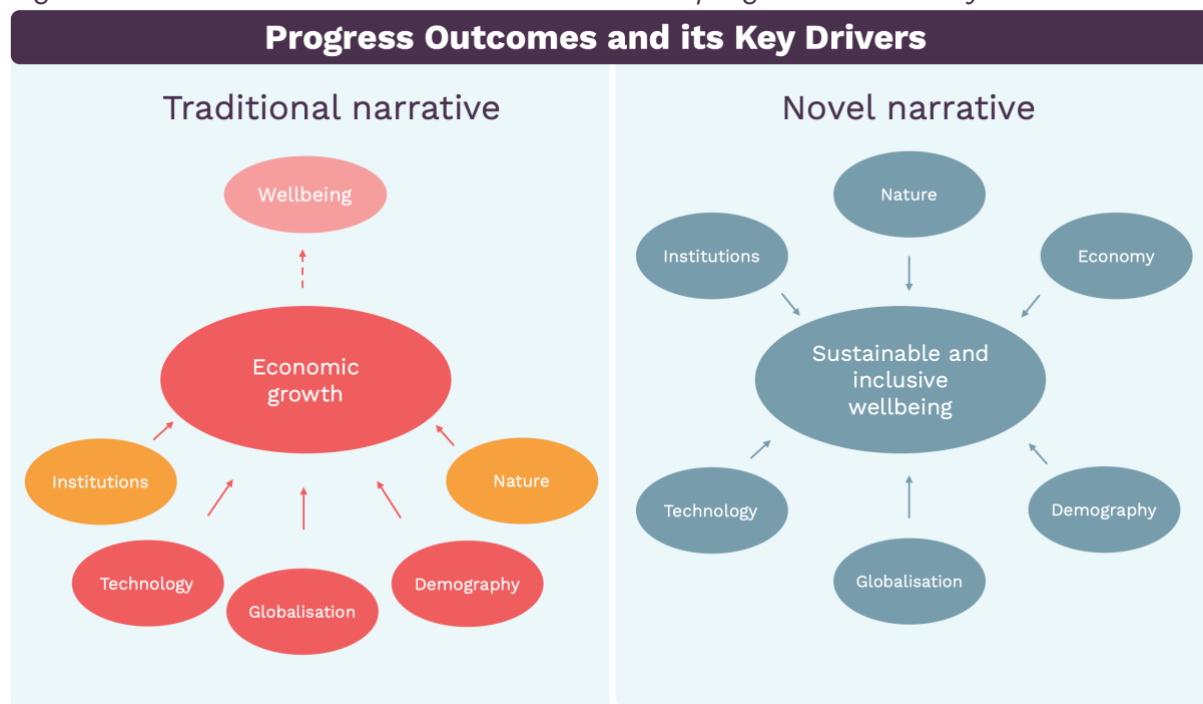 Progress Outcomes and its Key Drivers
Traditional narrative
Wellbeing
Economic
growth
Institutions
Nature
Technology
Globalisation
Demography
Novel narrative
Nature
Institutions
Economy
Sustainable and
inclusive
wellbeing
Technology
Demography
Globalisation